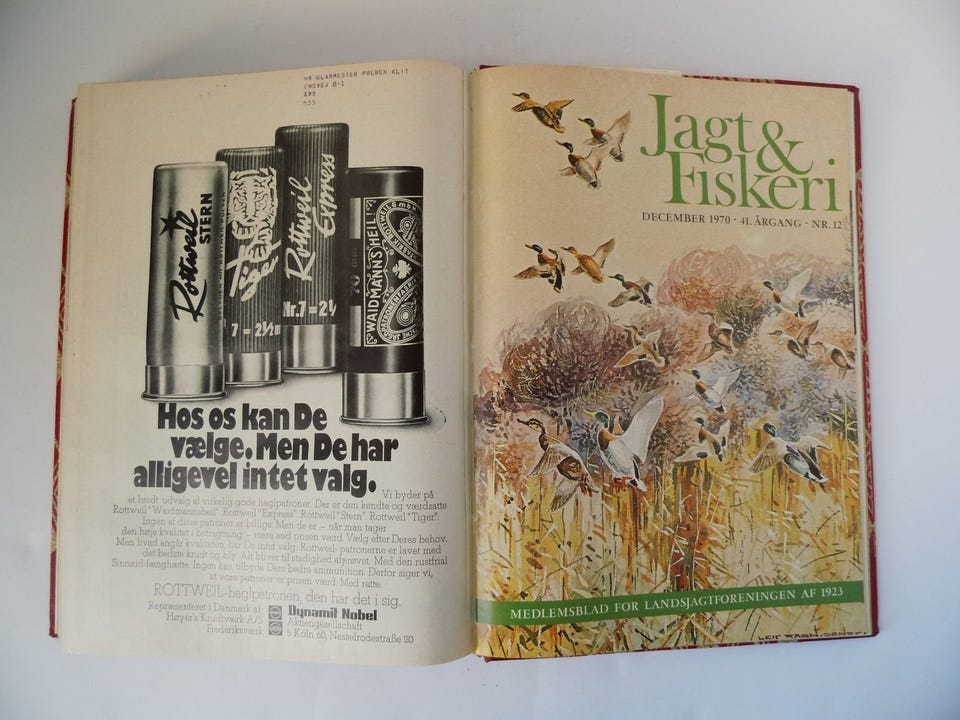 HR GLARMESTER PREBEN KLIT
ENGVEJ 8-1
533
Rottweil
STERN
7 = 2½
Rottweil
Express
Nr.7 = 2½
WAIDMANNSHEIL!
Hos os kan De
vælge. Men De har
alligevel intet valg.
Vi byder på
et bredt udvalg af virkelig gode haglpatroner. Der er den kendte og værdsatte
Rottweil "Waidmannsheil". Rottweil "Express". Rottweil "Stern". Rottweil "Tiger".
Ingen af disse patroner er billige. Men de er – når man tager
den høje kvalitet i betragtning – mere end prisen værd. Vælg efter Deres behov.
Men hvad angår kvaliteten, har De intet valg: Rottweil-patronerne er lavet med
det bedste krudt og bly. Alt bliver til stadighed afprøvet. Med den rustfrial
Sinoxid-fænghætte. Ingen kan tilbyde Dem bedre ammunition. Derfor siger vi,
at vore patroner er prisen værd. Med rette.
ROTTWEIL-haglpatronen, den har det i sig.
Repræsenteret i Danmark af:
Høyer's Krudtværk A/S
Frederiksværk
Dynamit Nobel
Aktiengesellschaft
5 Köln 60, Nesselrodestraße 20
Jagt &
Fiskeri
DECEMBER 1970 · 41. ÅRGANG · NR. 12
MEDLEMSBLAD FOR LANDSJAGTFORENINGEN AF 1923